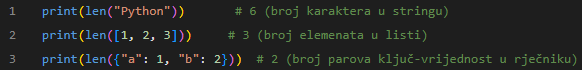 1 print(len("Python"))       # 6 (broj karaktera u stringu)
2 print(len([1, 2, 3]))      # 3 (broj elemenata u listi)
3 print(len({"a": 1, "b": 2}))  # 2 (broj parova ključ-vrijednost u rječniku)